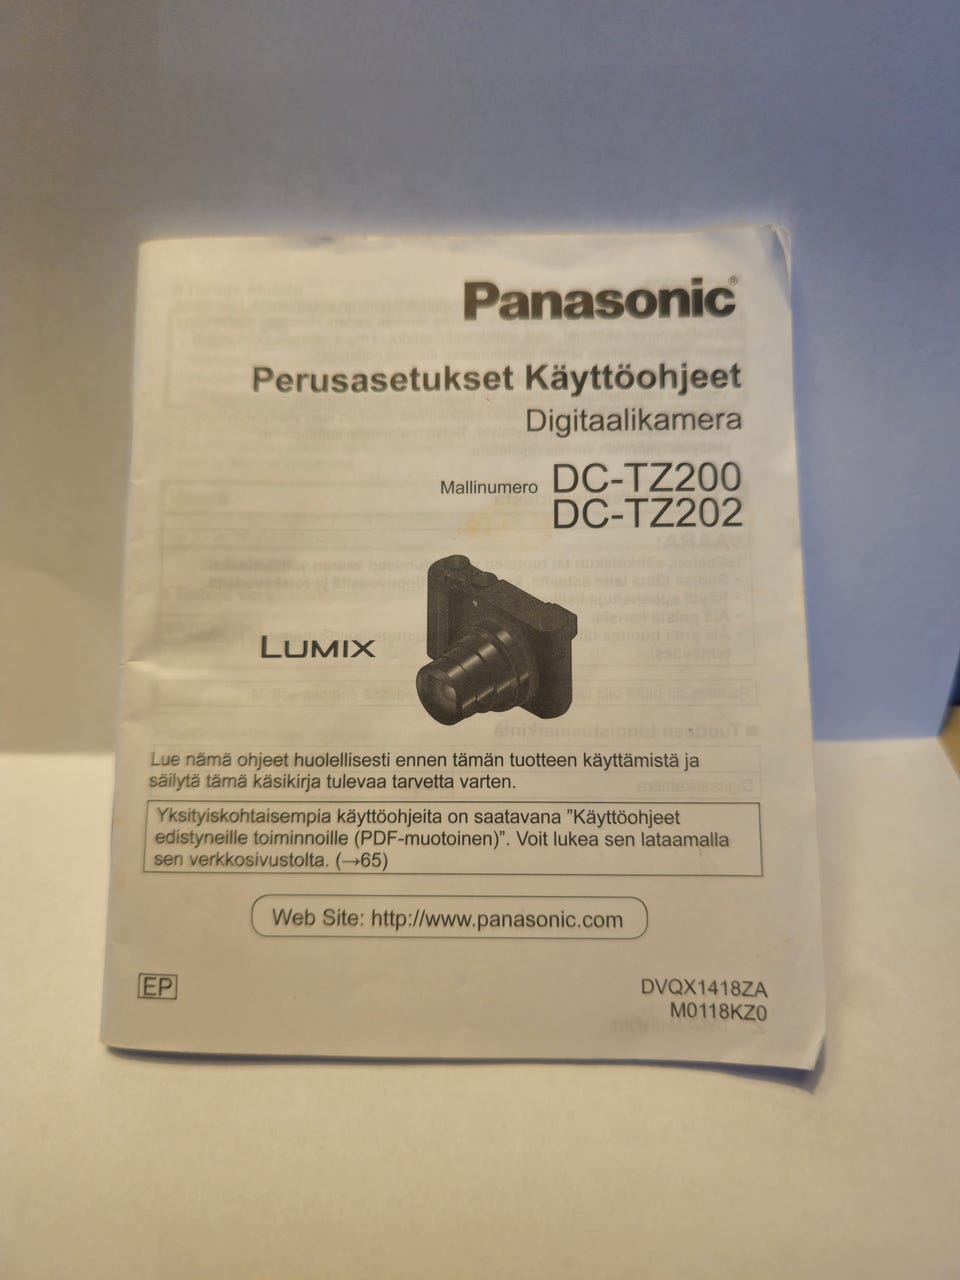 Panasonic®
Perusasetukset Käyttöohjeet
Digitaalikamera
Mallinumero DC-TZ200
DC-TZ202
LUMIX
Lue nämä ohjeet huolellisesti ennen tämän tuotteen käyttämistä ja
säilytä tämä käsikirja tulevaa tarvetta varten.
Yksityiskohtaisempia käyttöohjeita on saatavana ”Käyttöohjeet
edistyneille toiminnoille (PDF-muotoinen)”. Voit lukea sen lataamalla
sen verkkosivustolta. (→65)
Web Site: http://www.panasonic.com
EP
DVQX1418ZA
M0118KZ0